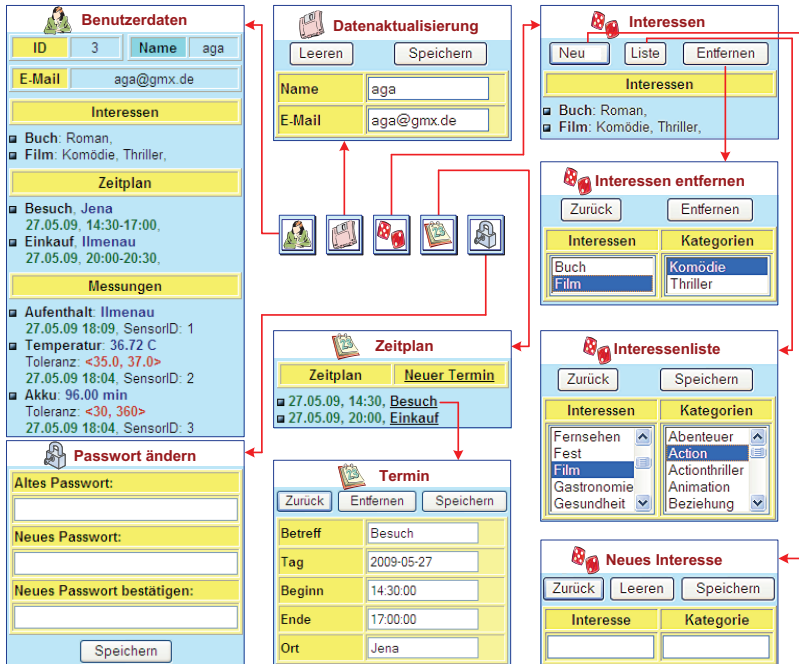 Benutzerdaten
ID 3 Name aga
E-Mail aga@gmx.de
Interessen
Buch: Roman,
Film: Komödie, Thriller,
Zeitplan
Besuch, Jena
27.05.09, 14:30-17:00,
Einkauf, Ilmenau
27.05.09, 20:00-20:30,
Messungen
Aufenthalt: Ilmenau
27.05.09 18:09, SensorID: 1
Temperatur: 36.72 C
Toleranz: <35.0, 37.0>
27.05.09 18:04, SensorID: 2
Akku: 96.00 min
Toleranz: <30, 360>
27.05.09 18:04, SensorID: 3
Passwort ändern
Altes Passwort:
Neues Passwort:
Neues Passwort bestätigen:
Speichern
Datenaktualisierung
Leeren Speichern
Name aga
E-Mail aga@gmx.de
23
Zeitplan
Zeitplan Neuer Termin
27.05.09, 14:30, Besuch
27.05.09, 20:00, Einkauf
Termin
Zurück Entfernen Speichern
Betreff Besuch
Tag 2009-05-27
Beginn 14:30:00
Ende 17:00:00
Ort Jena
Interessen
Neu Liste Entfernen
Interessen
Buch: Roman,
Film: Komödie, Thriller,
Interessen entfernen
Zurück Entfernen
Interessen Kategorien
Buch Komödie
Film Thriller
Interessenliste
Zurück Speichern
Interessen Kategorien
Fernsehen Abenteuer
Fest Action
Film Actionthriller
Gastronomie Animation
Gesundheit Beziehung
Neues Interesse
Zurück Leeren Speichern
Interesse Kategorie